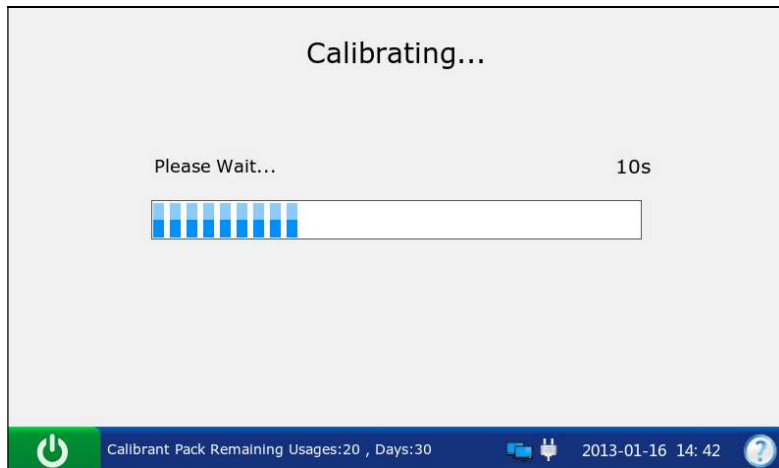 Calibrating...
Please Wait... 10s
Calibrant Pack Remaining Usages:20 , Days:30 2013-01-16 14: 42 ?